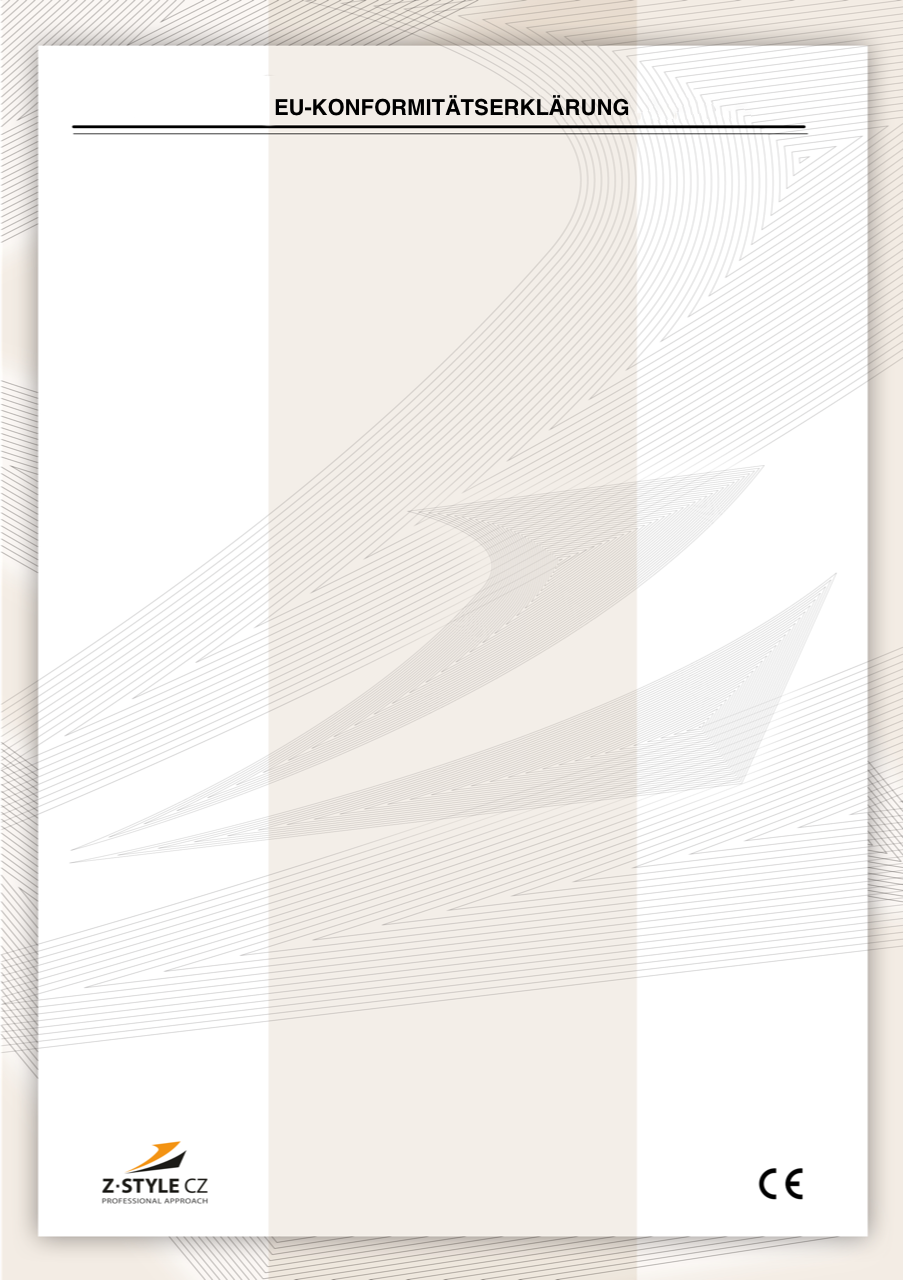 EU-KONFORMITÄTSERKLÄRUNG
Z·STYLE CZ
PROFESSIONAL APPROACH
CE